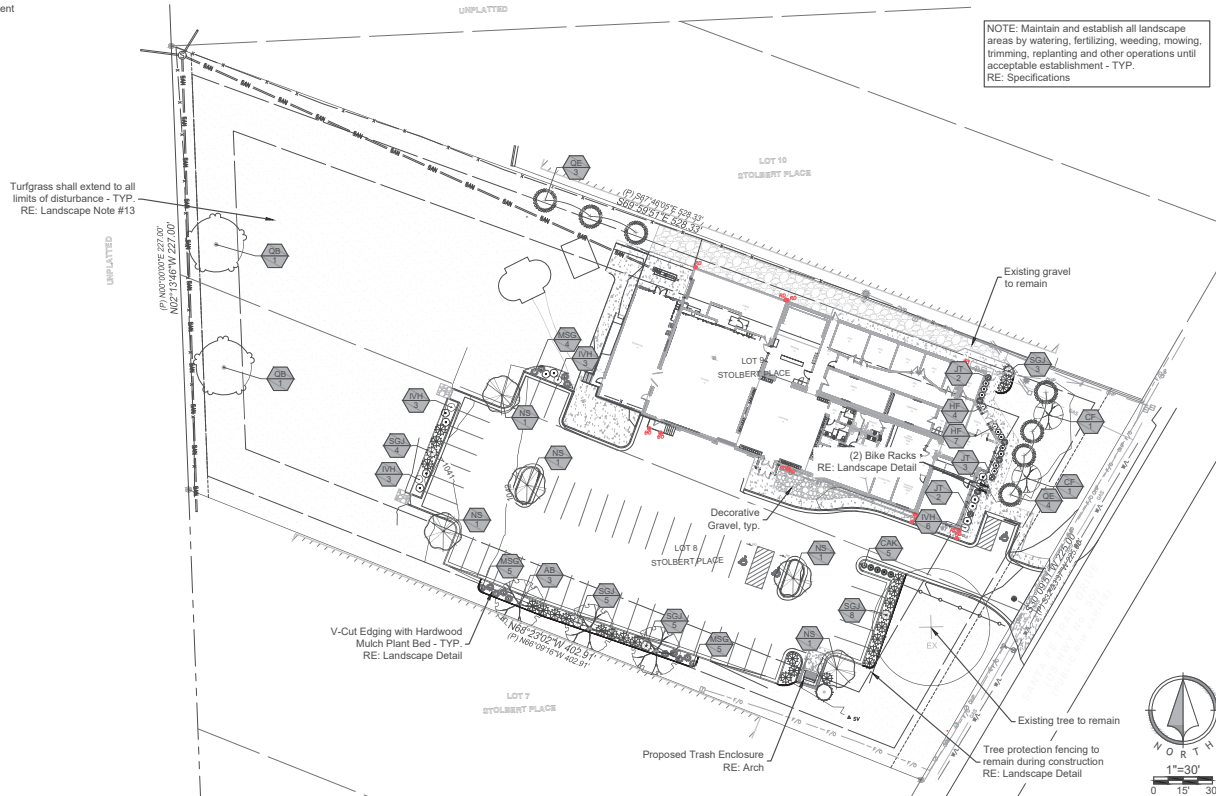 ent
UNPLATTED
NOTE: Maintain and establish all landscape
areas by watering, fertilizing, weeding, mowing,
trimming, replanting and other operations until
acceptable establishment - TYP.
RE: Specifications
LOT 10
STOLBERT PLACE
QE
3
(P) S67°46'05"E 528.33'
S69°59'51"E 528.33'
Turfgrass shall extend to all
limits of disturbance - TYP.
RE: Landscape Note #13
UNPLATTED
(P) N00°00'00"E 227.00'
N02°13'46"W 227.00'
QB
1
QB
1
Existing gravel
to remain
MSG
4
IVH
3
LOT 9
STOLBERT PLACE
SGJ
3
JT
2
HF
4
HF
7
CF
1
IVH
3
NS
1
SGJ
4
IVH
3
NS
1
1041
NS
1
(2) Bike Racks
RE: Landscape Detail
JT
3
JT
2
CF
1
QE
4
Decorative
Gravel, typ.
IVH
6
LOT 8
STOLBERT PLACE
NS
1
CAK
5
MSG
5
AB
3
SGJ
5
SGJ
5
MSG
5
SGJ
8
NS
1
EX
V-Cut Edging with Hardwood
Mulch Plant Bed - TYP.
RE: Landscape Detail
N68°23'02"W 402.91'
(P) N66°09'16"W 402.91'
LOT 7
STOLBERT PLACE
SV
Proposed Trash Enclosure
RE: Arch
Existing tree to remain
Tree protection fencing to
remain during construction
RE: Landscape Detail
NORTH
1"=30'
0 15' 30